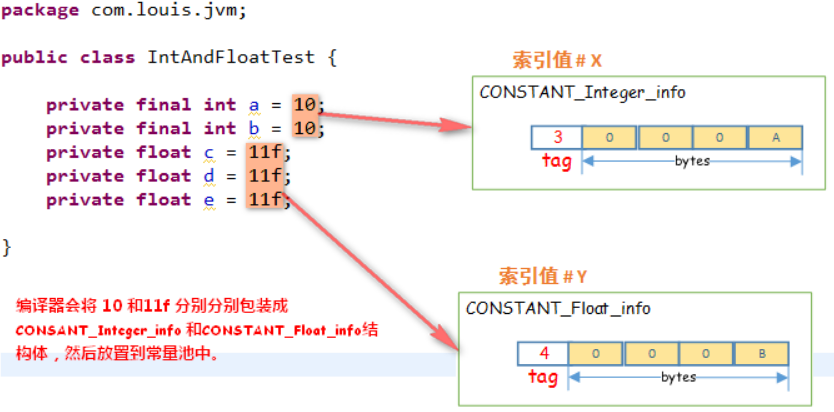 package com.louis.jvm;
public class IntAndFloatTest {
private final int a = 10;
private final int b = 10;
private float c = 11f;
private float d = 11f;
private float e = 11f;
}
编译器会将 10 和11f 分别分别包装成
CONSANT_Integer_info 和CONSTANT_Float_info结
构体，然后放置到常量池中。
索引值 # X
CONSTANT_Integer_info
3 0 0 0 A
tag bytes
索引值 # Y
CONSTANT_Float_info
4 0 0 0 B
tag bytes